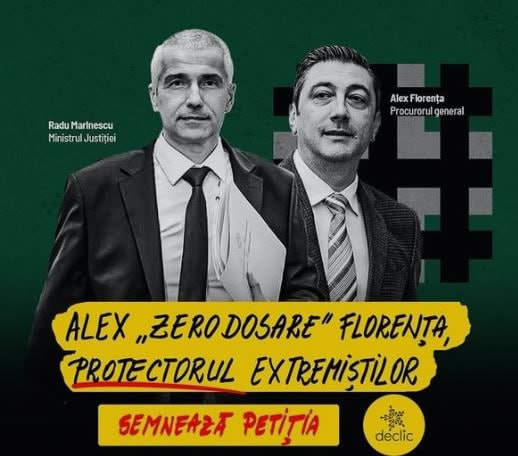 Radu Marinescu
Ministrul Justiției
Alex Florența
Procurorul general
ALEX „ZERO DOSARE” FLORENȚA,
PROTECTORUL EXTREMIȘTILOR
SEMNEAZĂ PETIȚIA
declic